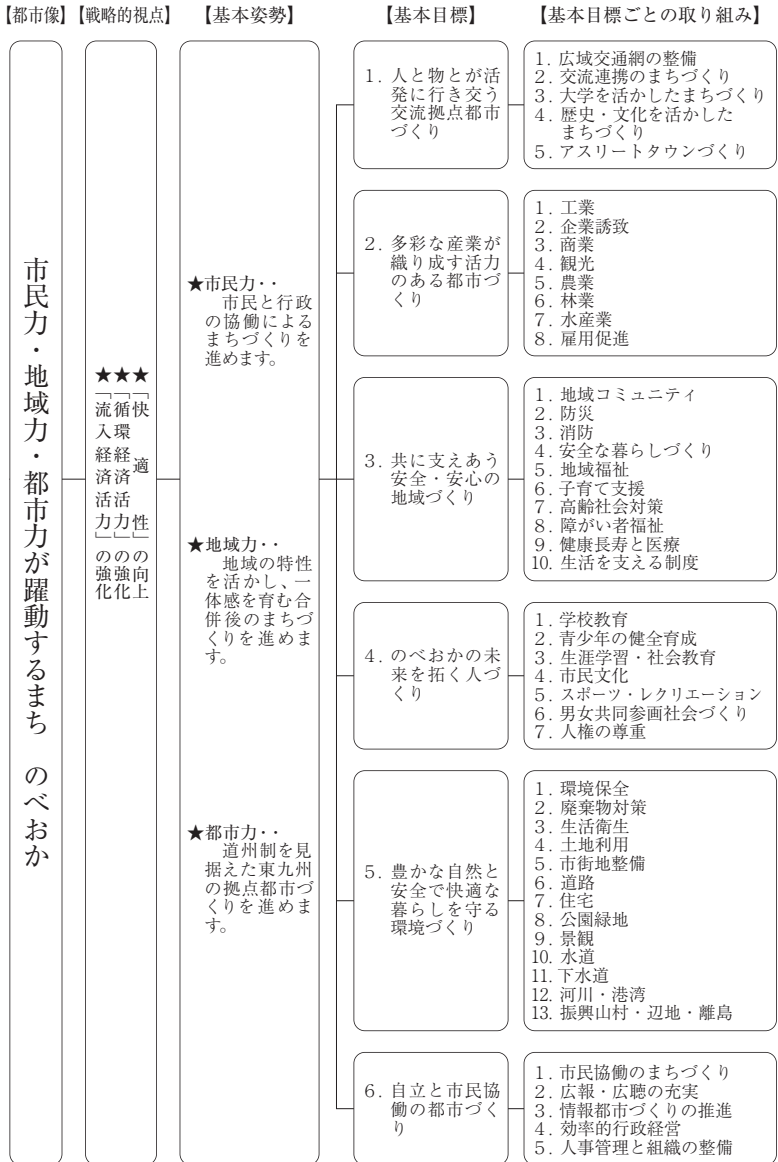 【都市像】【戦略的視点】【基本姿勢】【基本目標】【基本目標ごとの取り組み】
市民力・地域力・都市力が躍動するまち　のべおか
★「快適性」の向上
★「循環経済活力」の強化
★「流入経済活力」の強化
★市民力・・
市民と行政
の協働による
まちづくりを
進めます。
★地域力・・
地域の特性
を活かし、一
体感を育む合
併後のまちづ
くりを進めま
す。
★都市力・・
道州制を見
据えた東九州
の拠点都市づ
くりを進めま
す。
1. 人と物とが活
発に行き交う
交流拠点都市
づくり
1. 広域交通網の整備
2. 交流連携のまちづくり
3. 大学を活かしたまちづくり
4. 歴史・文化を活かした
まちづくり
5. アスリートタウンづくり
2. 多彩な産業が
織り成す活力
のある都市づ
くり
1. 工業
2. 企業誘致
3. 商業
4. 観光
5. 農業
6. 林業
7. 水産業
8. 雇用促進
3. 共に支えあう
安全・安心の
地域づくり
1. 地域コミュニティ
2. 防災
3. 消防
4. 安全な暮らしづくり
5. 地域福祉
6. 子育て支援
7. 高齢社会対策
8. 障がい者福祉
9. 健康長寿と医療
10. 生活を支える制度
4. のべおかの未
来を拓く人づ
くり
1. 学校教育
2. 青少年の健全育成
3. 生涯学習・社会教育
4. 市民文化
5. スポーツ・レクリエーション
6. 男女共同参画社会づくり
7. 人権の尊重
5. 豊かな自然と
安全で快適な
暮らしを守る
環境づくり
1. 環境保全
2. 廃棄物対策
3. 生活衛生
4. 土地利用
5. 市街地整備
6. 道路
7. 住宅
8. 公園緑地
9. 景観
10. 水道
11. 下水道
12. 河川・港湾
13. 振興山村・辺地・離島
6. 自立と市民協
働の都市づく
り
1. 市民協働のまちづくり
2. 広報・広聴の充実
3. 情報都市づくりの推進
4. 効率的行政経営
5. 人事管理と組織の整備